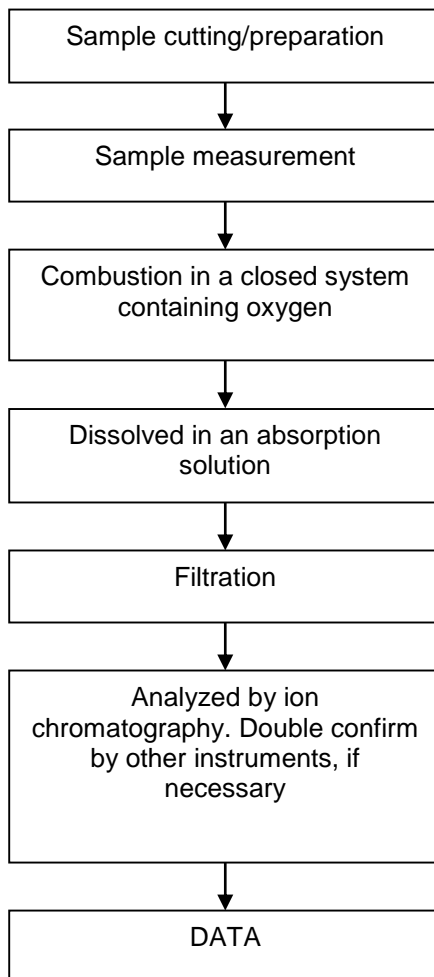 Sample cutting/preparation
Sample measurement
Combustion in a closed system
containing oxygen
Dissolved in an absorption
solution
Filtration
Analyzed by ion
chromatography. Double confirm
by other instruments, if
necessary
DATA